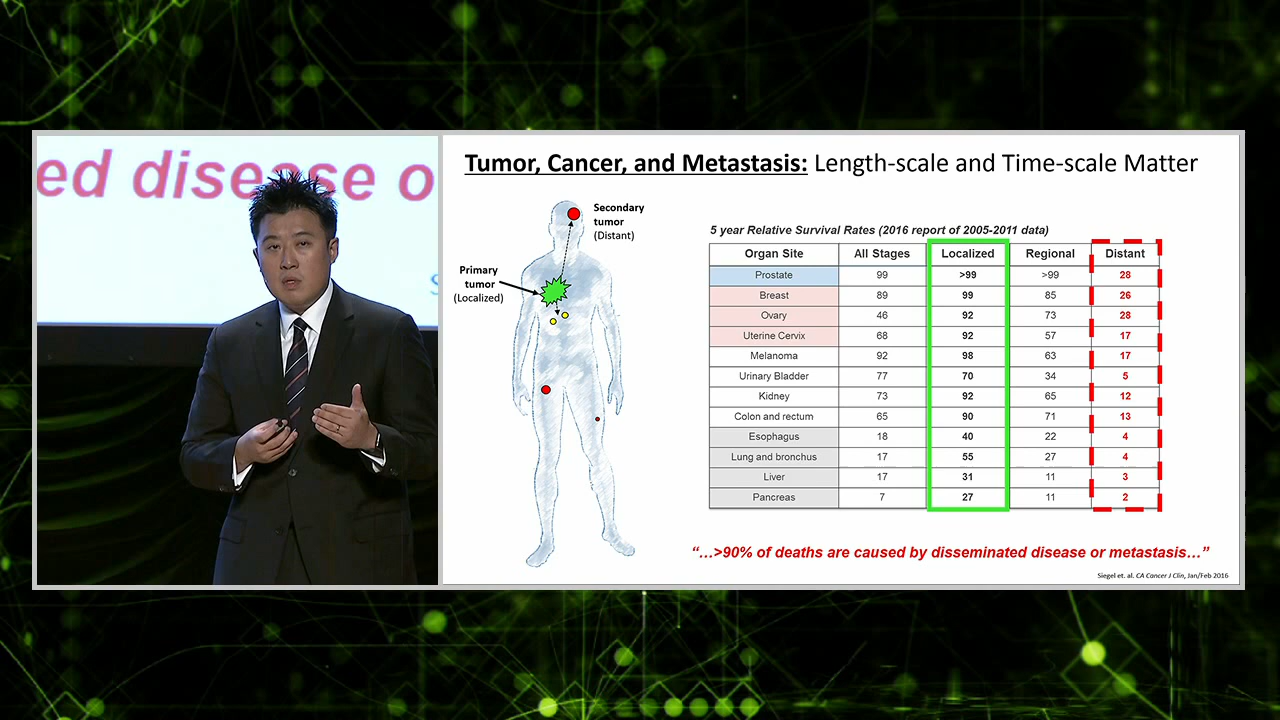 ed disease o
Tumor, Cancer, and Metastasis: Length-scale and Time-scale Matter
Secondary
tumor
(Distant)
Primary
tumor
(Localized)
5 year Relative Survival Rates (2016 report of 2005-2011 data)
Organ Site All Stages Localized Regional Distant
Prostate 99 >99 >99 28
Breast 89 99 85 26
Ovary 46 92 73 28
Uterine Cervix 68 92 57 17
Melanoma 92 98 63 17
Urinary Bladder 77 70 34 5
Kidney 73 92 65 12
Colon and rectum 65 90 71 13
Esophagus 18 40 22 4
Lung and bronchus 17 55 27 4
Liver 17 31 11 3
Pancreas 7 27 11 2
“…>90% of deaths are caused by disseminated disease or metastasis…”
Siegel et. al. CA Cancer J Clin, Jan/Feb 2016